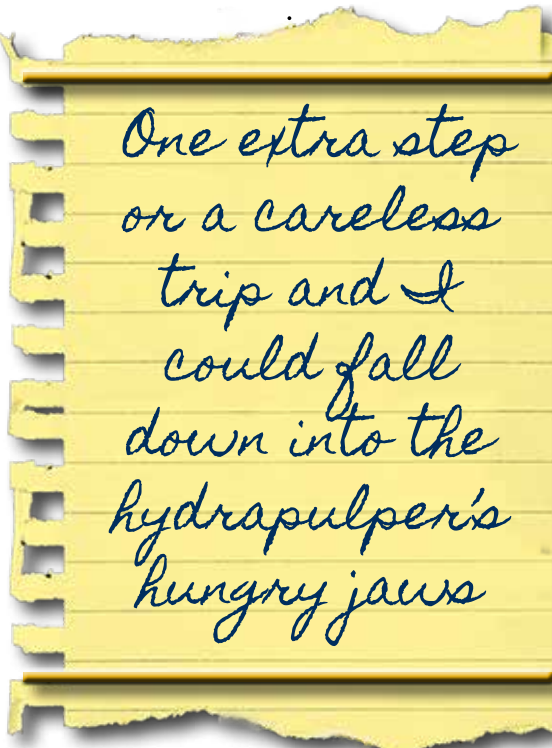 One extra step
or a careless
trip and I
could fall
down into the
hydrapulper's
hungry jaws